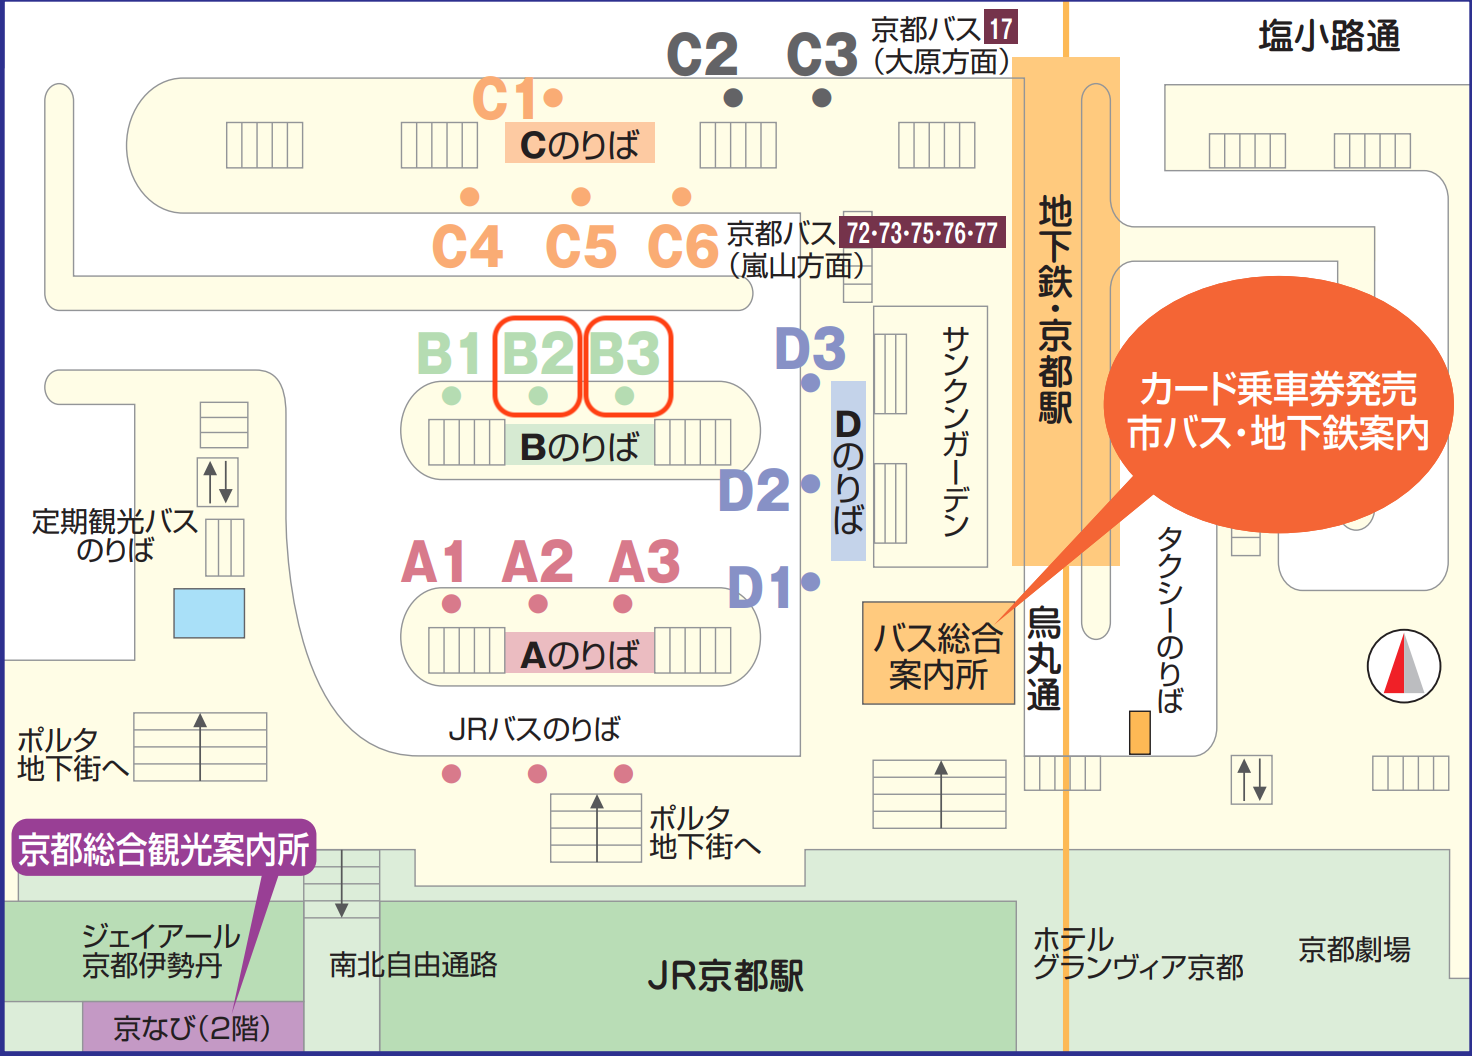 京都バス 17
(大原方面)
塩小路通
C1
C2
C3
Cのりば
C4
C5
C6
京都バス 72・73・75・76・77
(嵐山方面)
地下鉄・京都駅
B1
B2
B3
Bのりば
D3
D2
D1
Dのりば
サンクンガーデン
カード乗車券発売
市バス・地下鉄案内
定期観光バス
のりば
A1
A2
A3
Aのりば
バス総合
案内所
烏丸通
タクシーのりば
JRバスのりば
ポルタ
地下街へ
ポルタ
地下街へ
京都総合観光案内所
ジェイアール
京都伊勢丹
南北自由通路
JR京都駅
ホテル
グランヴィア京都
京都劇場
京なび(2階)